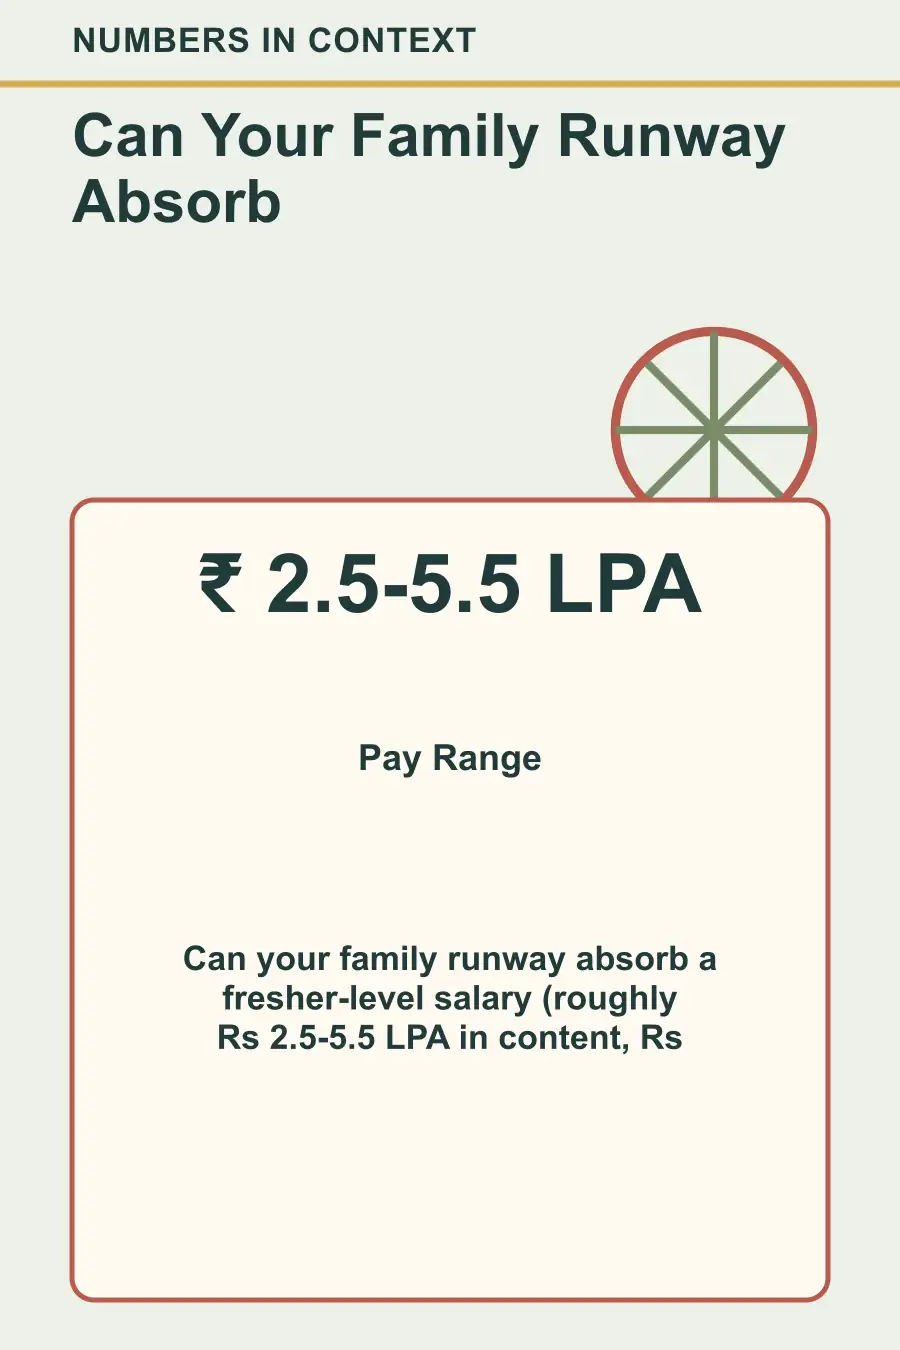 NUMBERS IN CONTEXT
Can Your Family Runway
Absorb
₹ 2.5-5.5 LPA
Pay Range
Can your family runway absorb a
fresher-level salary (roughly
Rs 2.5-5.5 LPA in content, Rs